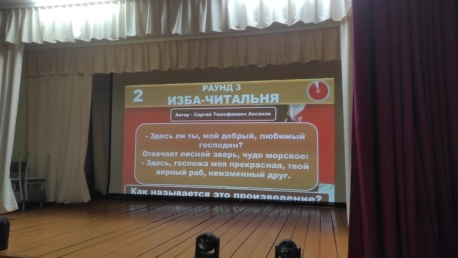 РАУНД 3
2
ИЗБА-ЧИТАЛЬНЯ
Автор - Сергей Тимофеевич Аксаков
- Здесь ли ты, мой добрый, любимый
господин?
Отвечает лесной зверь, чудо морское:
- Здесь, госпожа моя прекрасная, твой
верный раб, неизменный друг.
Как называется это произведение?